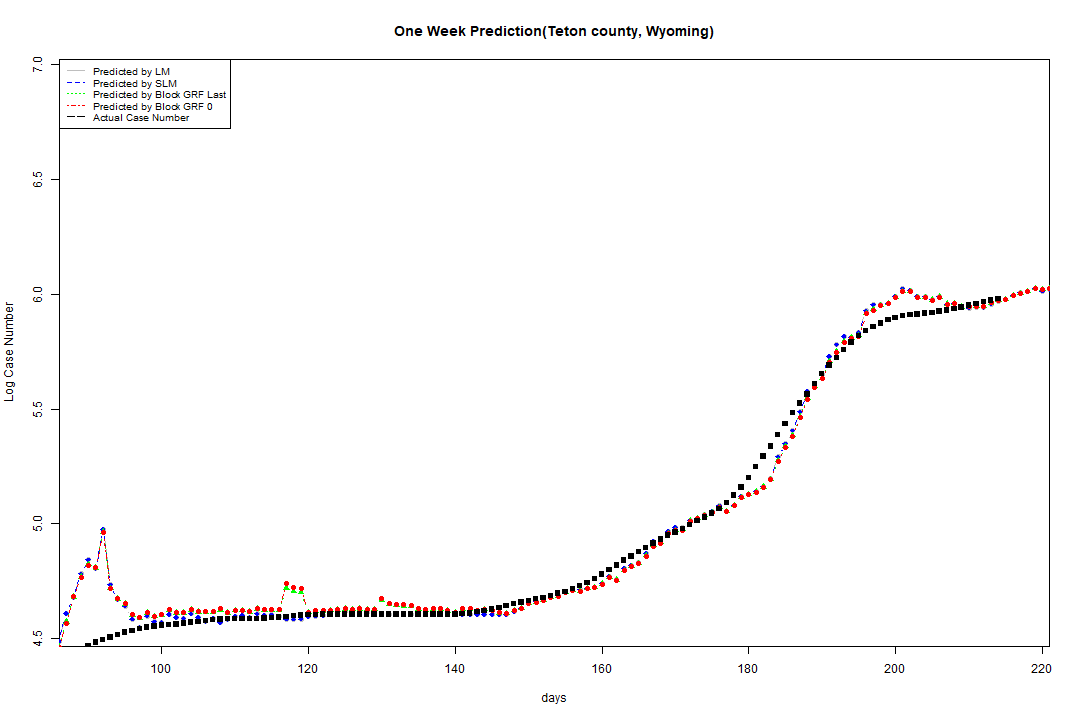 One Week Prediction(Teton county, Wyoming)
Predicted by LM
Predicted by SLM
Predicted by Block GRF Last
Predicted by Block GRF 0
Actual Case Number
7.0
6.5
6.0
5.5
5.0
4.5
Log Case Number
100 120 140 160 180 200 220
days